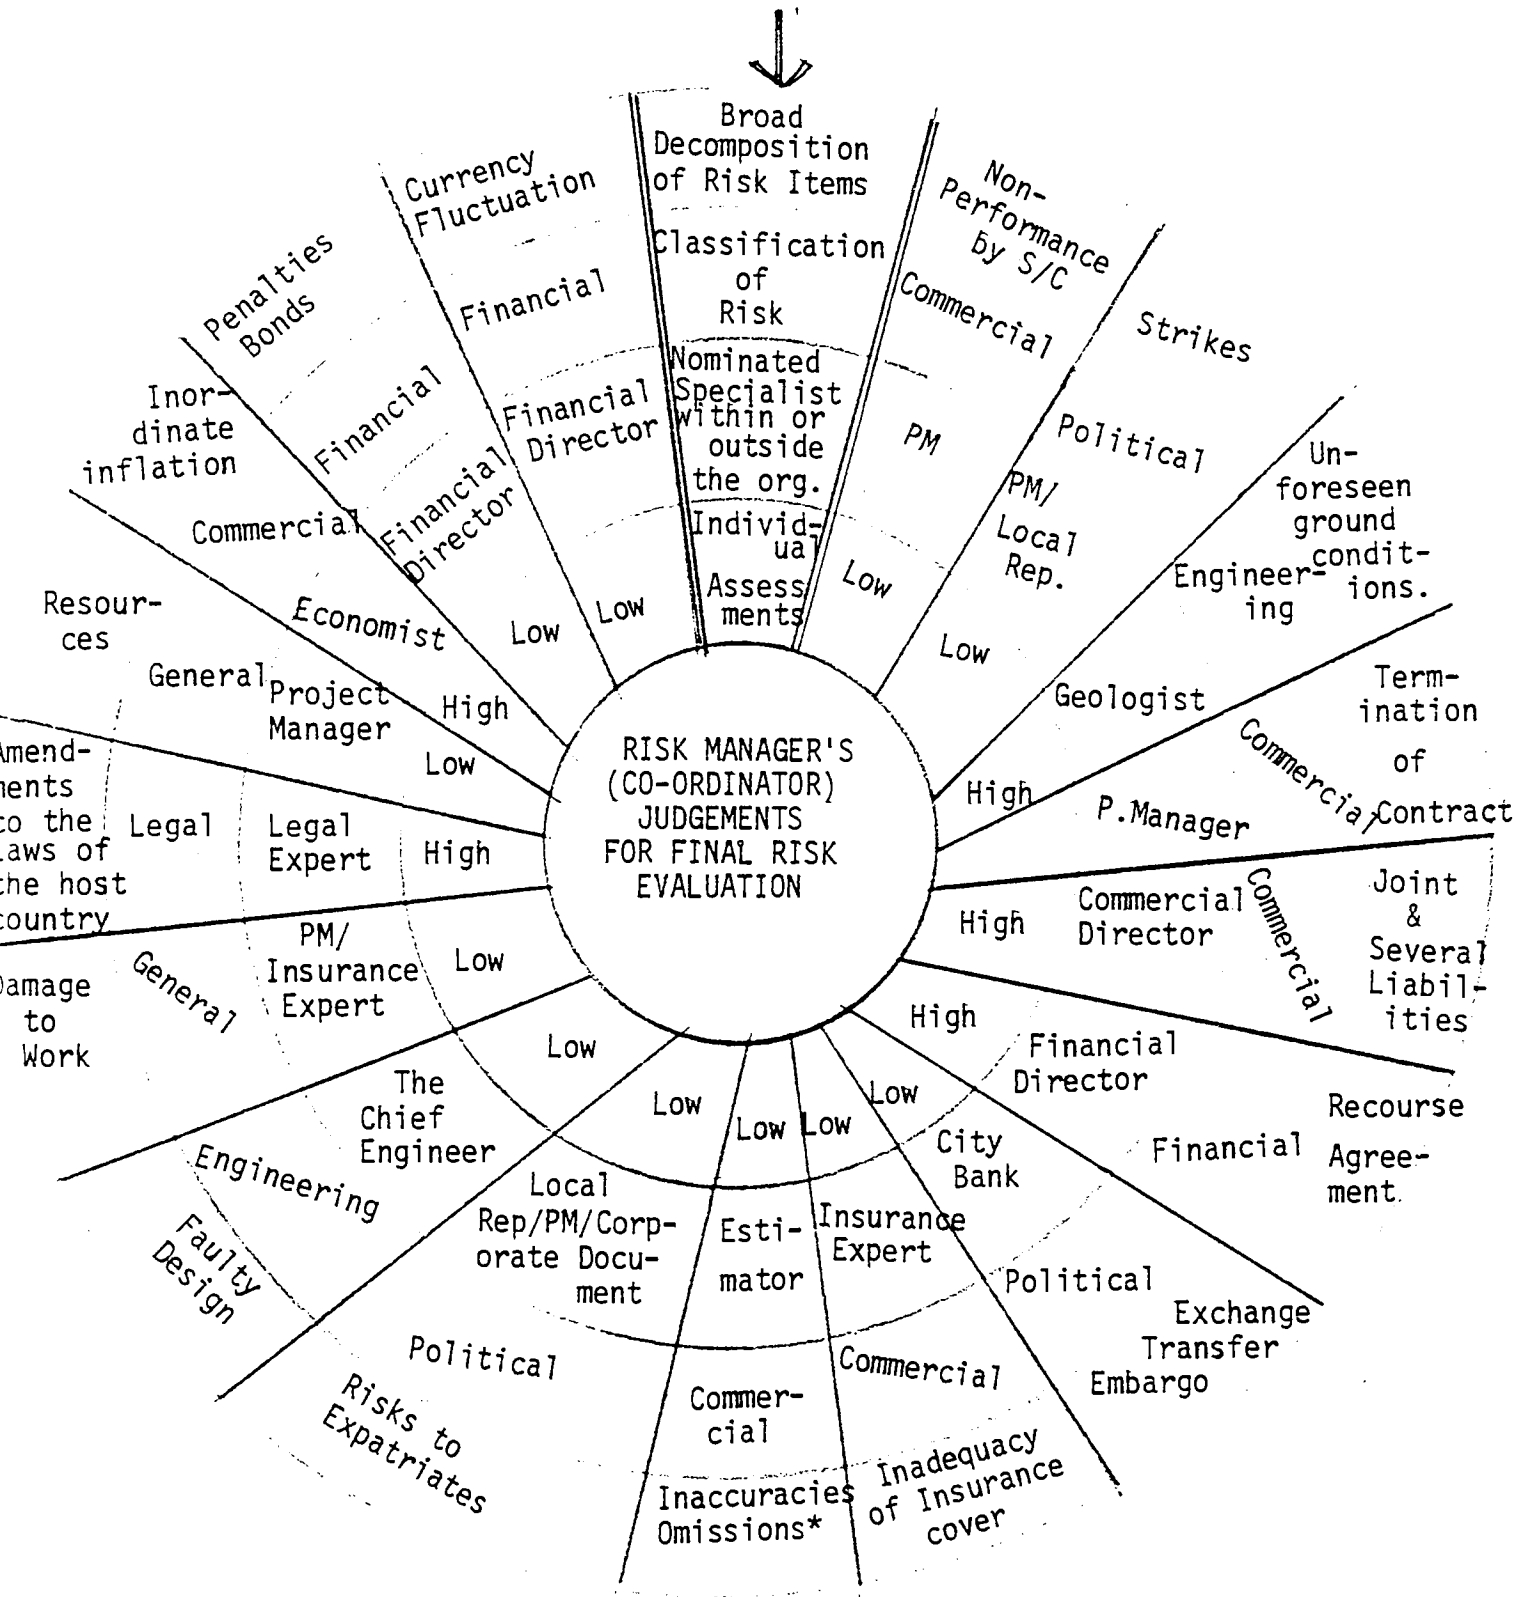 Broad
Decomposition
of Risk Items
Classification
of
Risk
Nominated
Specialist
within or
outside
the org.
Individ-
ual
Assess
ments
Non-
Performance
by S/C
Commercial
PM
Low
Strikes
Political
PM/
Local
Rep.
Low
Un-
foreseen
ground
condit-
ions.
Engineer-
ing
Geologist
High
Term-
ination
of
Contract
Commercial
P.Manager
High
Joint
&
Several
Liabil-
ities
Commercial
Commercial
Director
High
Recourse
Agree-
ment.
Financial
Financial
Director
High
Exchange
Transfer
Embargo
Political
City
Bank
Low
Inadequacy
of Insurance
cover
Commercial
Insurance
Expert
Low
Inaccuracies
Omissions*
Commer-
cial
Esti-
mator
Low
Risks to
Expatriates
Political
Local
Rep/PM/Corp-
orate Docu-
ment
Low
Faulty
Design
Engineering
The
Chief
Engineer
Low
Damage
to
Work
General
PM/
Insurance
Expert
Low
Amend-
ments
to the
Laws of
the host
country
Legal
Legal
Expert
High
Resour-
ces
General
Project
Manager
Low
Inor-
dinate
inflation
Commercial
Economist
High
Penalties
Bonds
Financial
Financial
Director
Low
Currency
Fluctuation
Financial
Financial
Director
Low
RISK MANAGER'S
(CO-ORDINATOR)
JUDGEMENTS
FOR FINAL RISK
EVALUATION